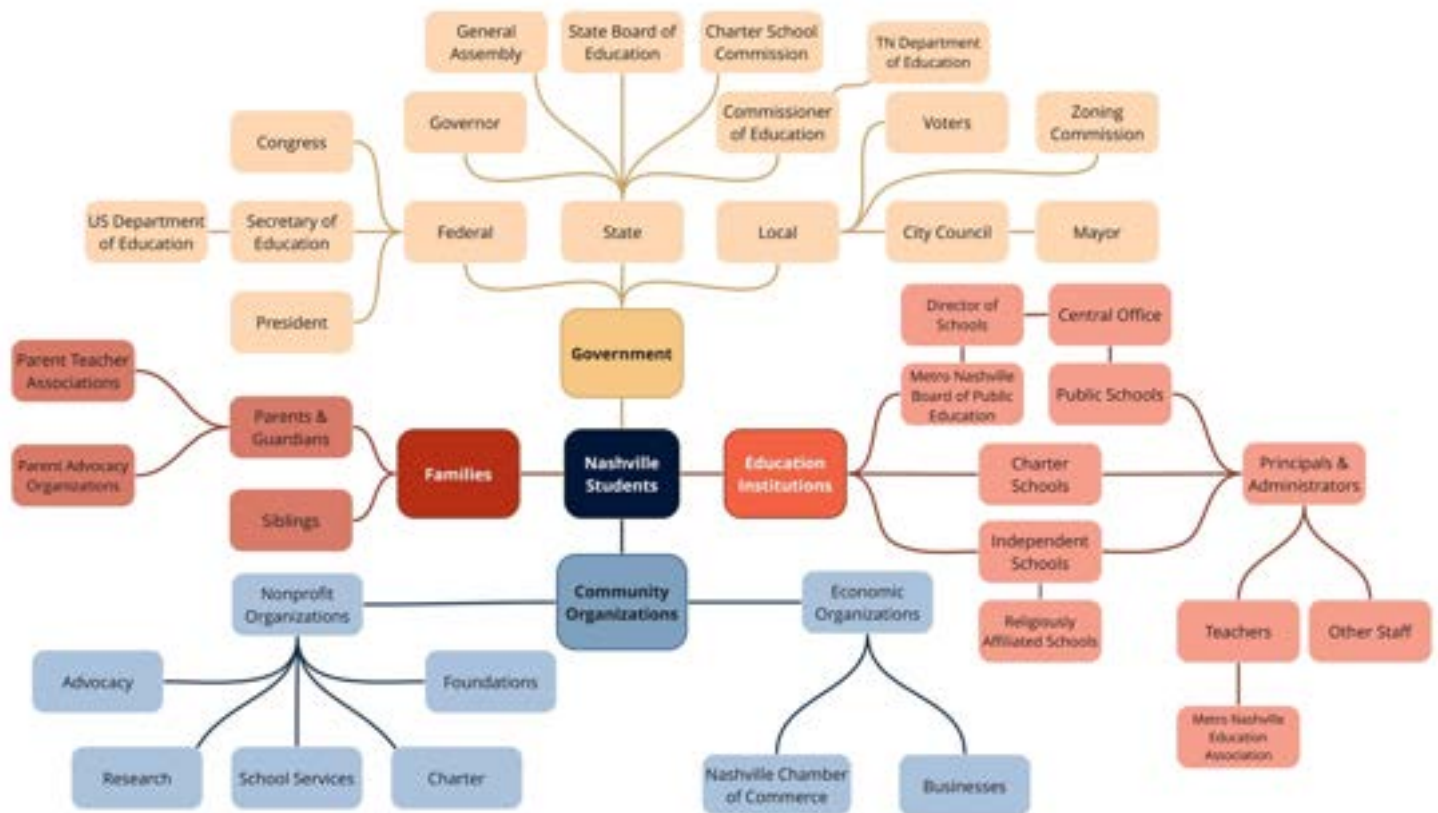 General
Assembly
State Board of
Education
Charter School
Commission
TN Department
of Education
Governor
Commissioner
of Education
Voters
Zoning
Commission
Congress
US Department
of Education
Secretary of
Education
Federal
State
Local
City Council
Mayor
President
Government
Director of
Schools
Central Office
Parent Teacher
Associations
Metro Nashville
Board of Public
Education
Public Schools
Parents &
Guardians
Parent Advocacy
Organizations
Families
Nashville
Students
Education
Institutions
Charter
Schools
Principals &
Administrators
Siblings
Independent
Schools
Nonprofit
Organizations
Community
Organizations
Economic
Organizations
Religiously
Affiliated Schools
Teachers
Other Staff
Advocacy
Foundations
Metro Nashville
Education
Association
Research
School Services
Charter
Nashville Chamber
of Commerce
Businesses